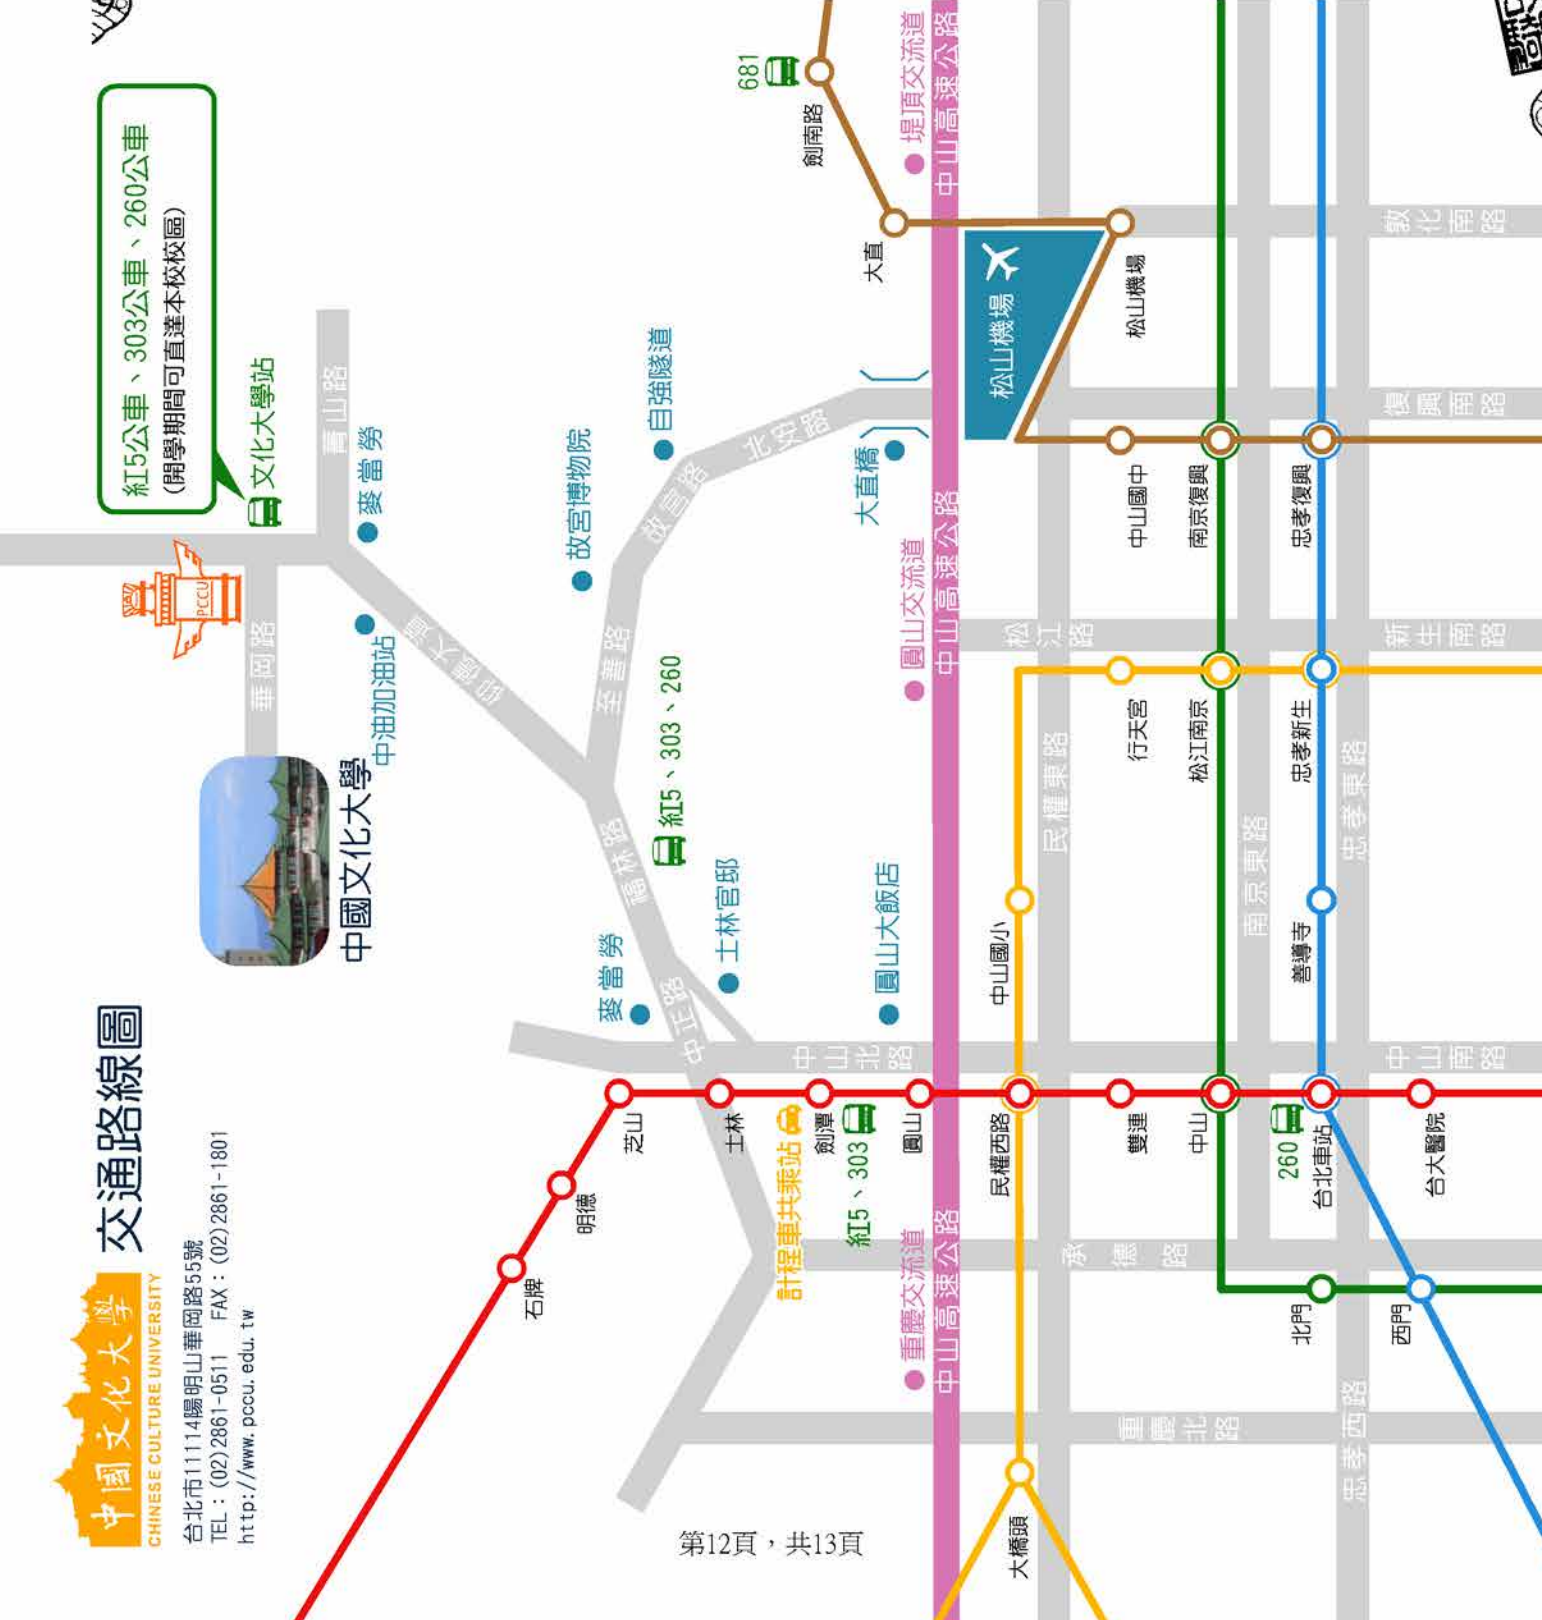 中國文化大學
CHINESE CULTURE UNIVERSITY
交通路線圖
台北市11114陽明山華岡路55號
TEL：(02)2861-0511　FAX：(02)2861-1801
http://www.pccu.edu.tw
紅5公車、303公車、260公車
(開學期間可直達本校校區)
文化大學站
PCCU
華岡路
菁山路
麥當勞
中油加油站
中國文化大學
仰德大道
故宮博物院
自強隧道
至善路
故宮路
北安路
大直橋
紅5、303、260
福林路
士林官邸
麥當勞
中正路
圓山大飯店
中山北路
石牌
明德
芝山
士林
計程車共乘站
劍潭
紅5、303
圓山
681
劍南路
大直
堤頂交流道
中山高速公路
圓山交流道
中山高速公路
重慶交流道
中山高速公路
松山機場
松山機場
大橋頭
民權西路
中山國小
民權東路
松江路
行天宮
中山國中
雙連
中山
松江南京
南京復興
南京東路
承德路
重慶北路
260
台北車站
善導寺
忠孝新生
忠孝復興
北門
西門
忠孝西路
忠孝東路
台大醫院
中山南路
新生南路
復興南路
敦化南路
第12頁，共13頁